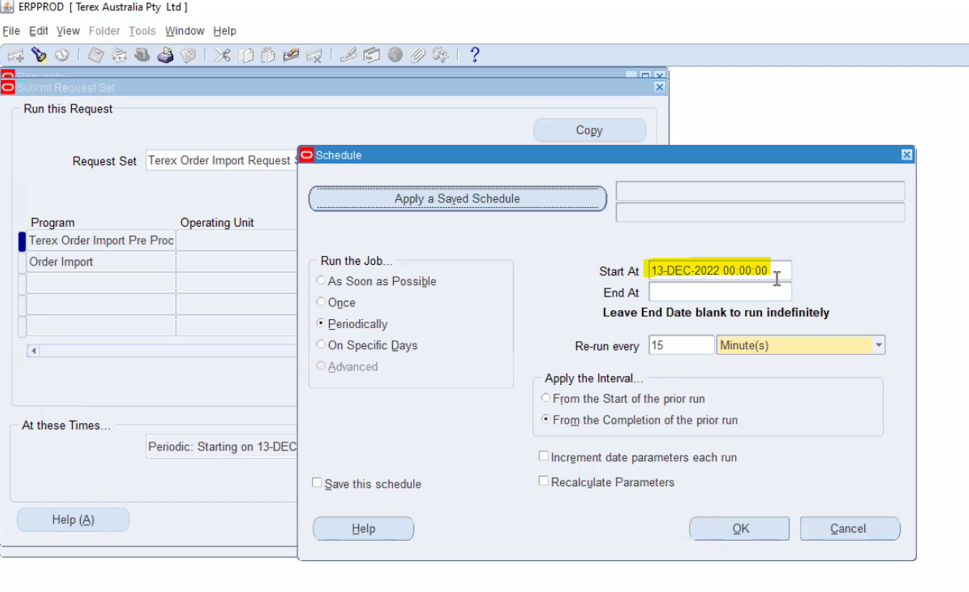 ERPPROD [ Terex Australia Pty Ltd ]
File Edit View Folder Tools Window Help
Requests
Submit Request Set
Run this Request
Copy
Request Set Terex Order Import Request
Schedule
Apply a Saved Schedule
Program Operating Unit
Terex Order Import Pre Proc
Order Import
Run the Job...
As Soon as Possible
Once
Periodically
On Specific Days
Advanced
Start At 13-DEC-2022 00:00:00
End At
Leave End Date blank to run indefinitely
Re-run every 15 Minute(s)
Apply the Interval...
From the Start of the prior run
From the Completion of the prior run
Increment date parameters each run
Recalculate Parameters
At these Times...
Periodic: Starting on 13-DEC
Save this schedule
Help (A)
Help
OK
Cancel